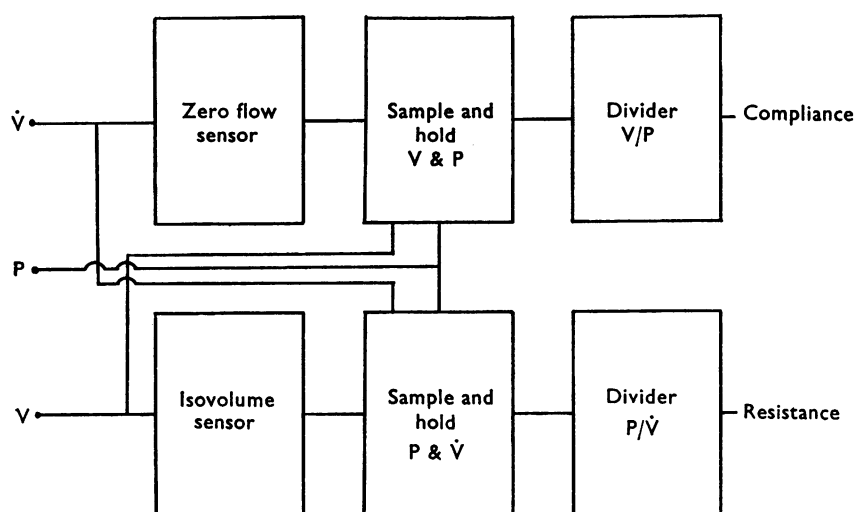 V̇
Zero flow
sensor
Sample and
hold
V & P
Divider
V/P
Compliance
P
V
Isovolume
sensor
Sample and
hold
P & V̇
Divider
P/V̇
Resistance